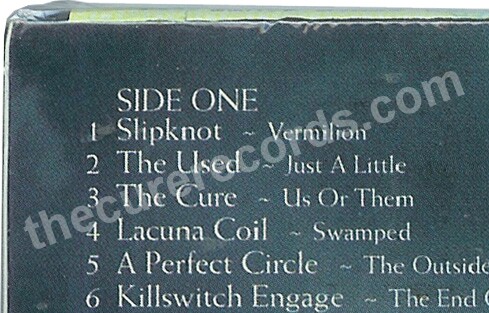 SIDE ONE
1 Slipknot ~ Vermilion
2 The Used ~ Just A Little
3 The Cure ~ Us Or Them
4 Lacuna Coil ~ Swamped
5 A Perfect Circle ~ The Outside
6 Killswitch Engage ~ The End
thecurerecords.com